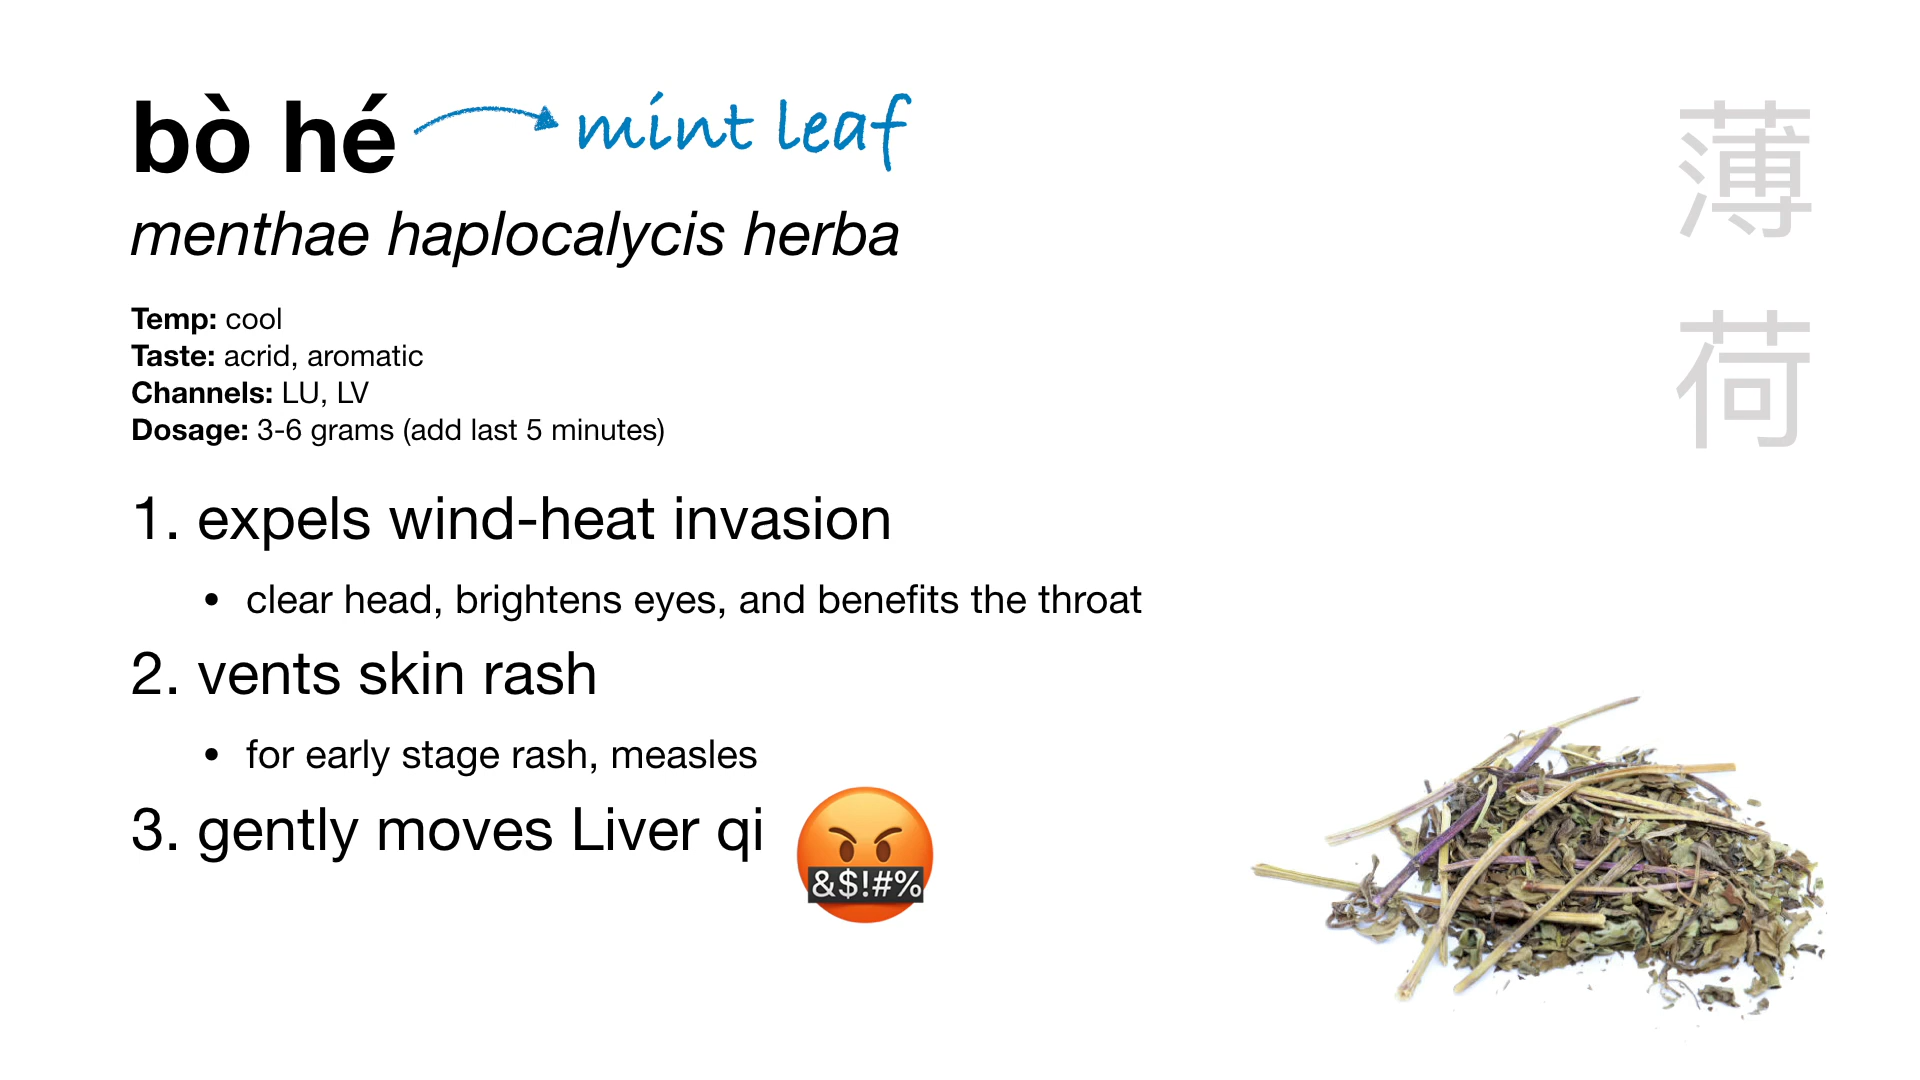 bò hé
mint leaf
menthae haplocalycis herba
薄
荷
Temp: cool
Taste: acrid, aromatic
Channels: LU, LV
Dosage: 3-6 grams (add last 5 minutes)
1. expels wind-heat invasion
• clear head, brightens eyes, and benefits the throat
2. vents skin rash
• for early stage rash, measles
3. gently moves Liver qi
&$!#%